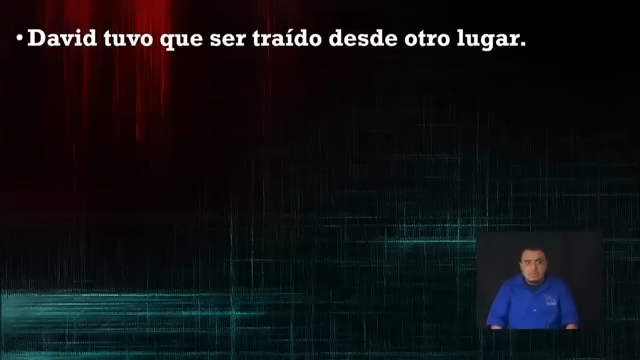 • David tuvo que ser traído desde otro lugar.